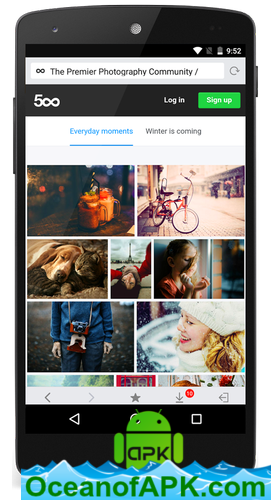 9:52
The Premier Photography Community /
500
Log in
Sign up
Everyday moments
Winter is coming
10
APK
OceanofAPK.com